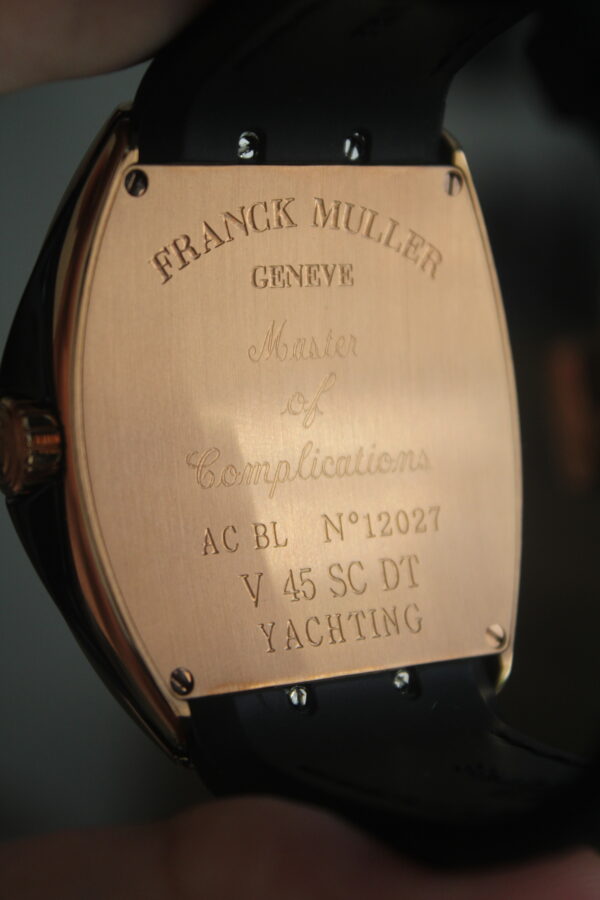 FRANCK MULLER
GENEVE
Master
of
Complications
AC BL N°12027
V 45 SC DT
YACHTING